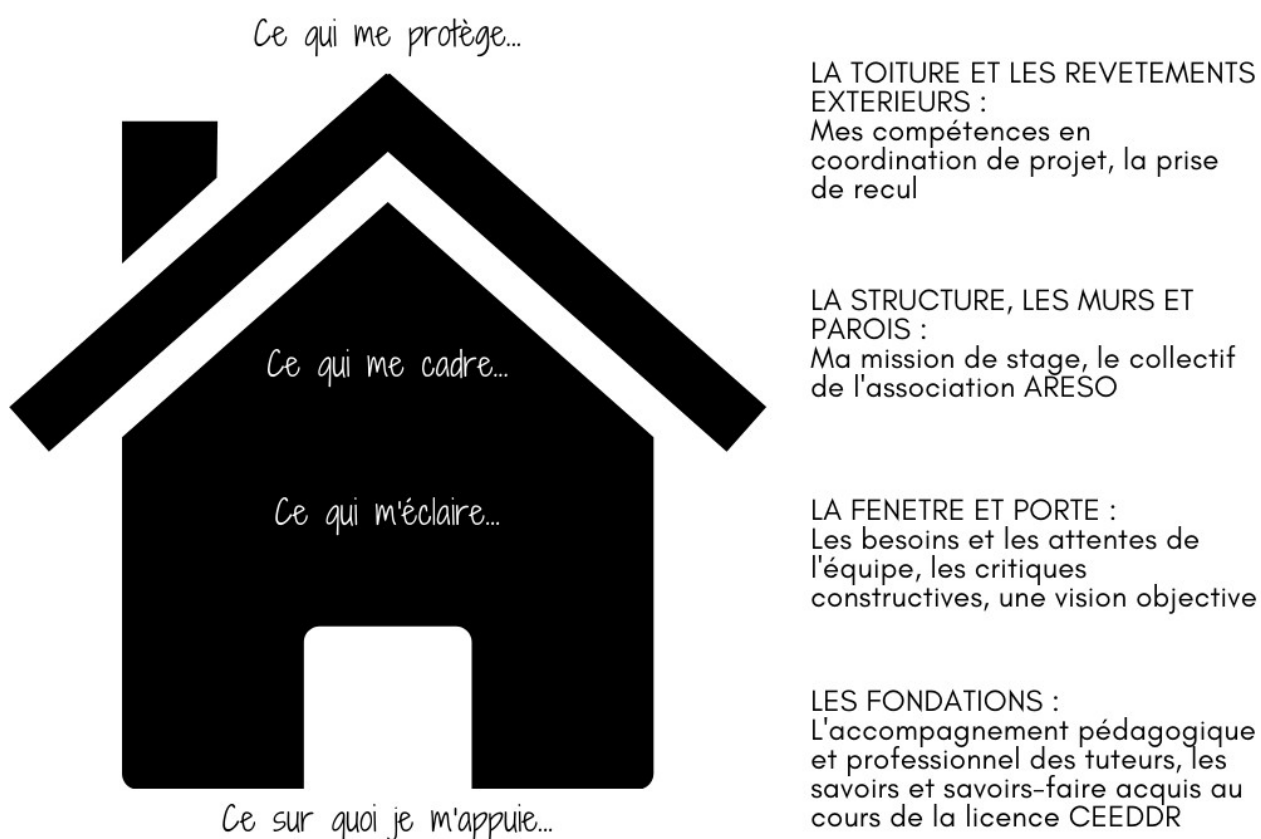 Ce qui me protège...
LA TOITURE ET LES REVETEMENTS
EXTERIEURS :
Mes compétences en
coordination de projet, la prise
de recul
Ce qui me cadre...
LA STRUCTURE, LES MURS ET
PAROIS :
Ma mission de stage, le collectif
de l'association ARESO
Ce qui m'éclaire...
LA FENETRE ET PORTE :
Les besoins et les attentes de
l'équipe, les critiques
constructives, une vision objective
Ce sur quoi je m'appuie...
LES FONDATIONS :
L'accompagnement pédagogique
et professionnel des tuteurs, les
savoirs et savoirs-faire acquis au
cours de la licence CEEDDR